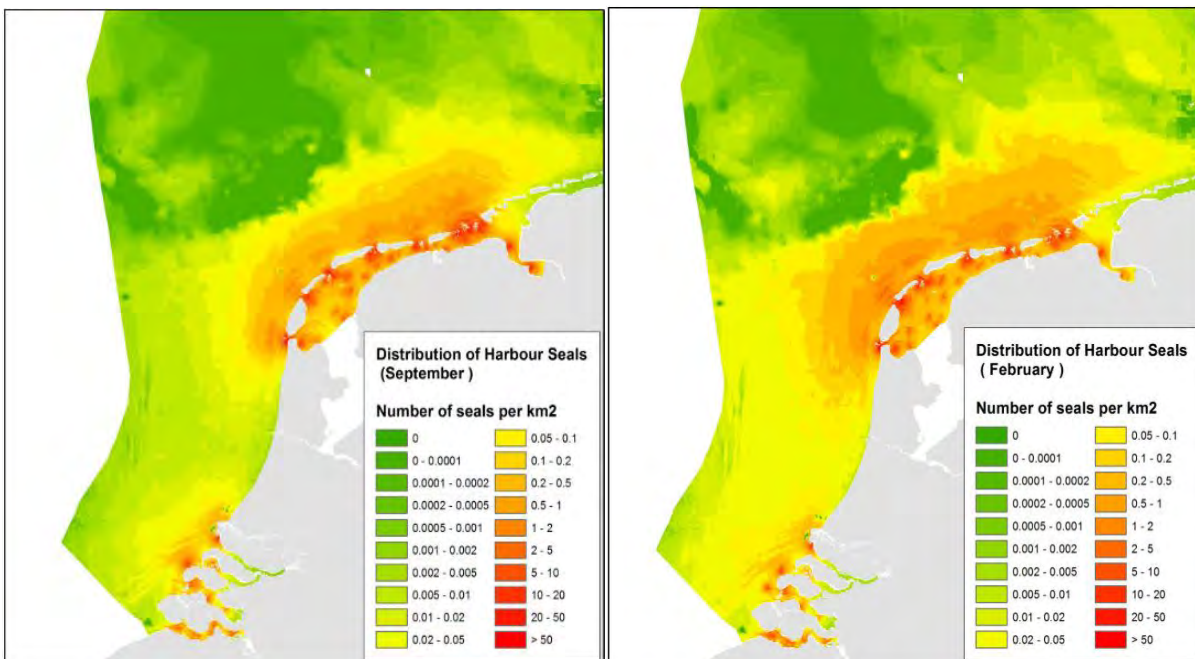 Distribution of Harbour Seals
(September )
Number of seals per km2
0
0 - 0.0001
0.0001 - 0.0002
0.0002 - 0.0005
0.0005 - 0.001
0.001 - 0.002
0.002 - 0.005
0.005 - 0.01
0.01 - 0.02
0.02 - 0.05
0.05 - 0.1
0.1 - 0.2
0.2 - 0.5
0.5 - 1
1 - 2
2 - 5
5 - 10
10 - 20
20 - 50
> 50
Distribution of Harbour Seals
( February )
Number of seals per km2
0
0 - 0.0001
0.0001 - 0.0002
0.0002 - 0.0005
0.0005 - 0.001
0.001 - 0.002
0.002 - 0.005
0.005 - 0.01
0.01 - 0.02
0.02 - 0.05
0.05 - 0.1
0.1 - 0.2
0.2 - 0.5
0.5 - 1
1 - 2
2 - 5
5 - 10
10 - 20
20 - 50
> 50